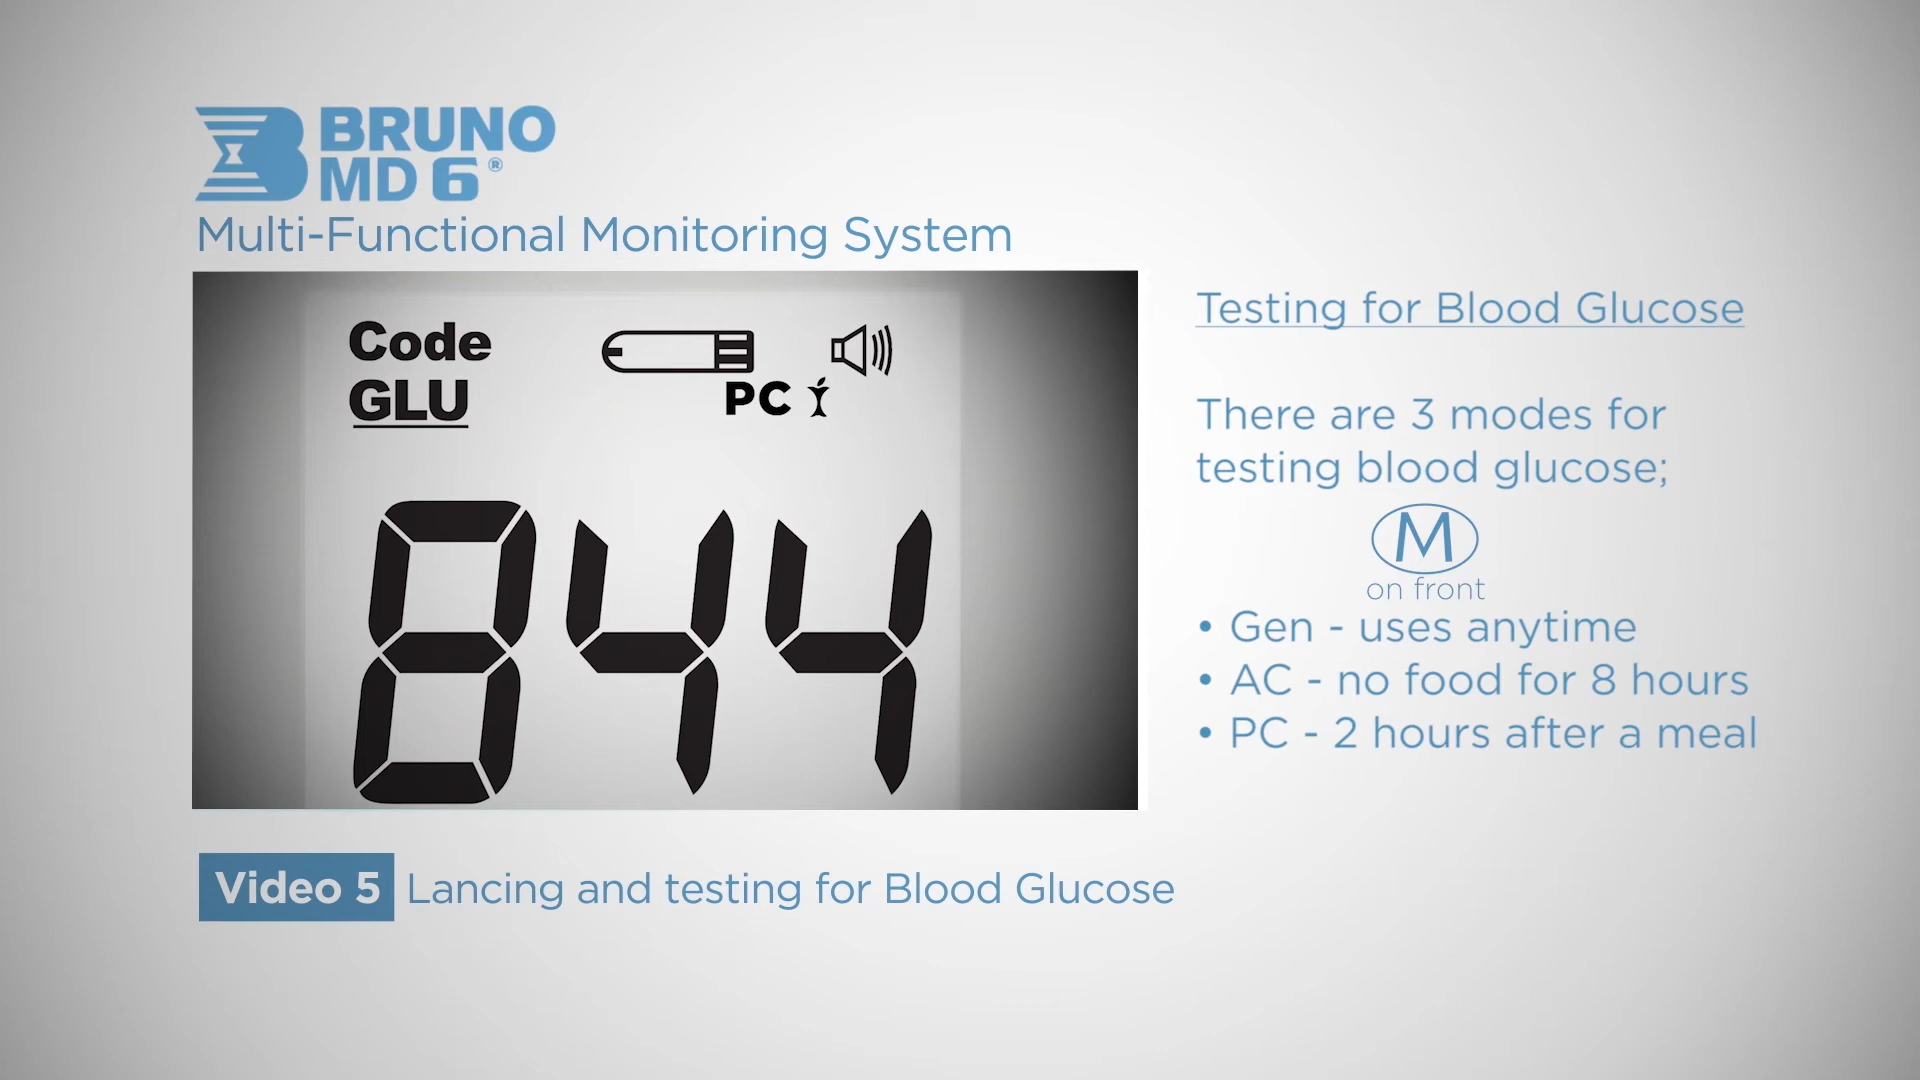 BRUNO
MD 6®
Multi-Functional Monitoring System
Code
GLU
PC
844
Testing for Blood Glucose
There are 3 modes for
testing blood glucose;
M
on front
• Gen - uses anytime
• AC - no food for 8 hours
• PC - 2 hours after a meal
Video 5 Lancing and testing for Blood Glucose